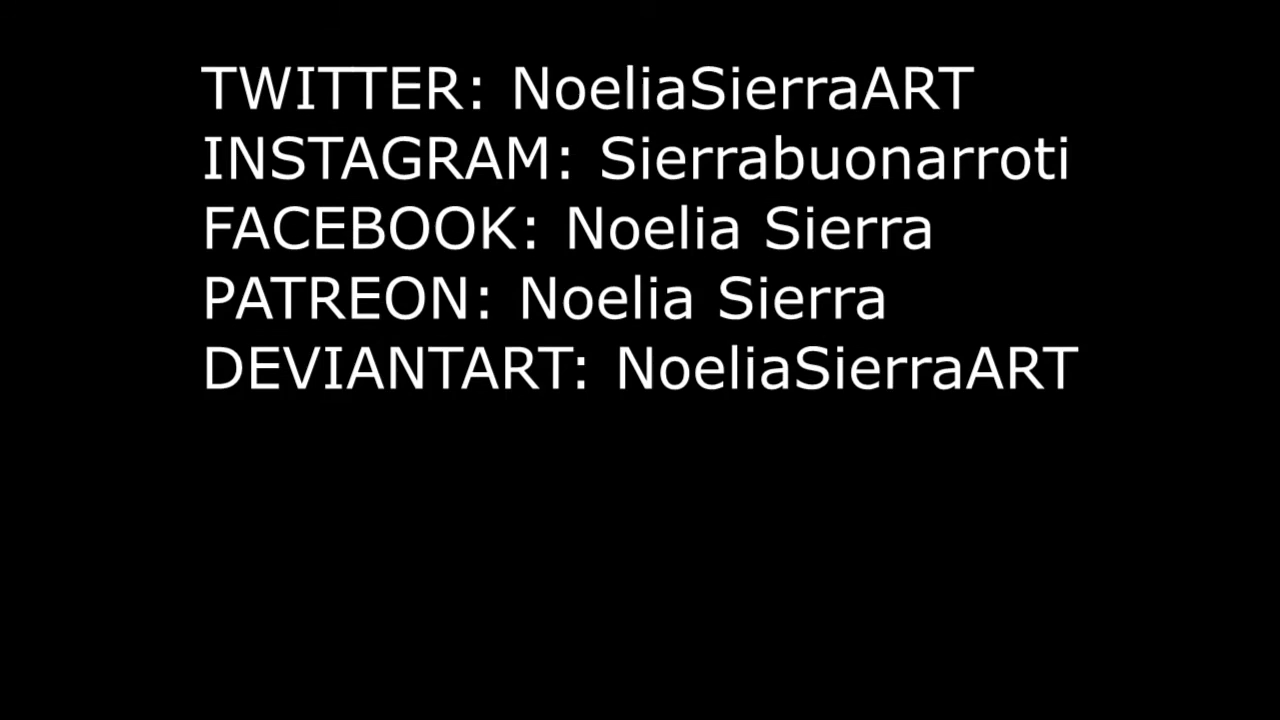 TWITTER: NoeliaSierraART
INSTAGRAM: Sierrabuonarroti
FACEBOOK: Noelia Sierra
PATREON: Noelia Sierra
DEVIANTART: NoeliaSierraART